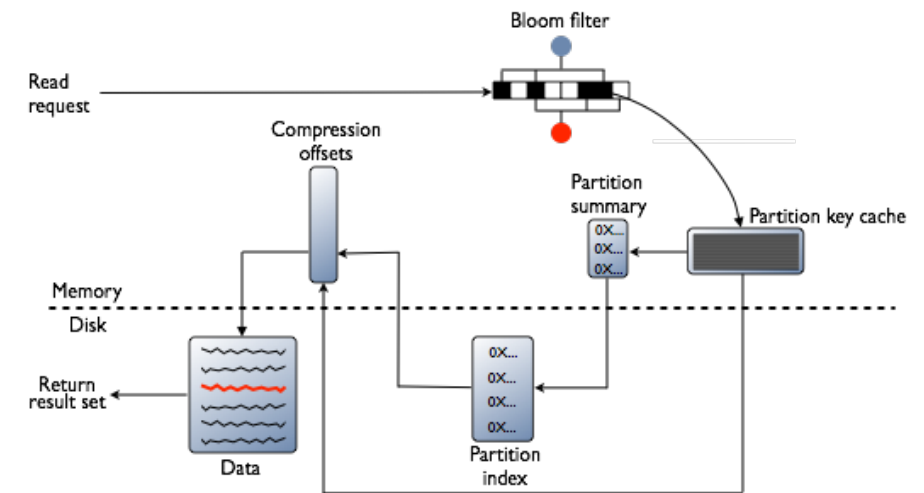 Bloom filter
Read
request
Compression
offsets
Partition
summary
0X...
0X...
0X...
Partition key cache
Memory
Disk
0X...
0X...
0X...
0X...
Return
result set
Data
Partition
index